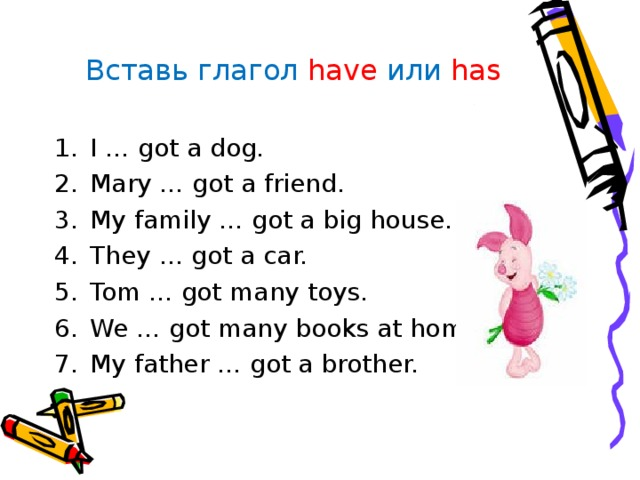 Вставь глагол have или has
1. I … got a dog.
2. Mary … got a friend.
3. My family … got a big house.
4. They … got a car.
5. Tom … got many toys.
6. We … got many books at hom
7. My father … got a brother.